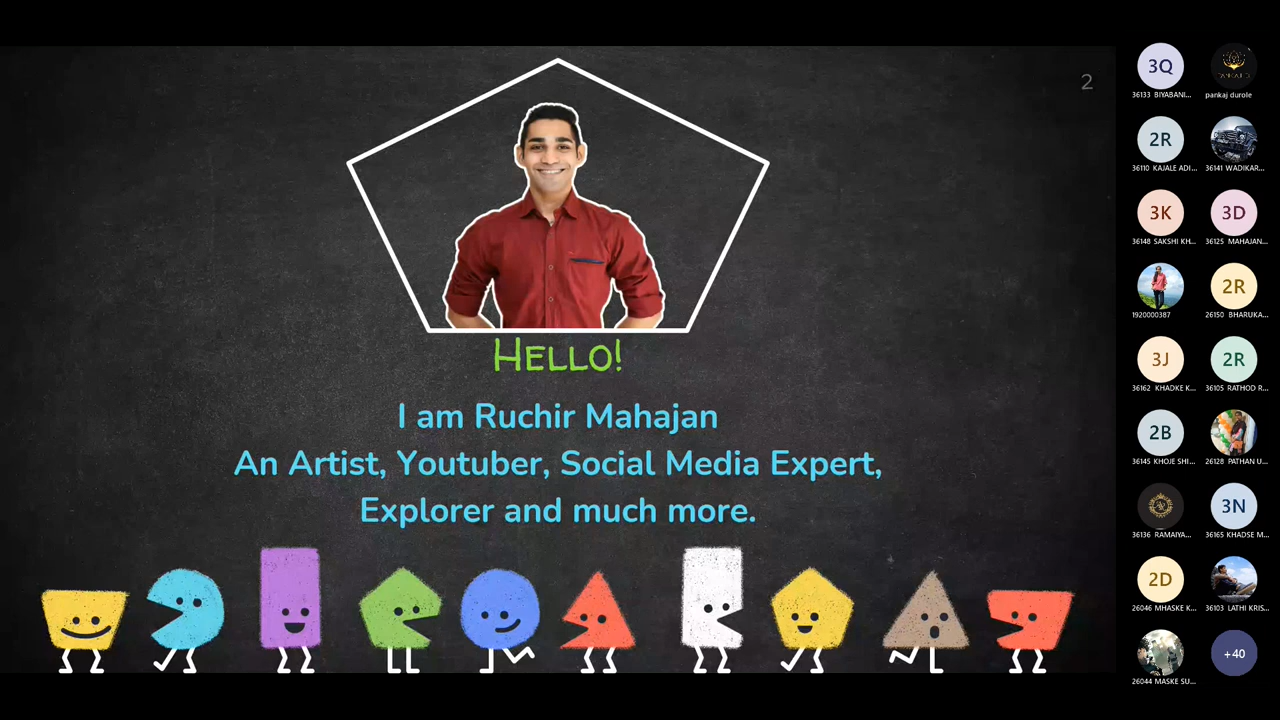 2
HELLO!
I am Ruchir Mahajan
An Artist, Youtuber, Social Media Expert,
Explorer and much more.
3Q
36133 BIYABANI...
pankaj durole
2R
36110 KAJALE ADI...
36141 WADIKAR...
3K
36148 SAKSHI KH...
3D
36125 MAHAJAN...
1920000387
2R
26150 BHARUKA...
3J
36162 KHADKE K...
2R
36105 RATHOD R...
2B
36145 KHOJE SHI...
26128 PATHAN U...
36136 RAMAIYA...
3N
36165 KHADSE M...
2D
26046 MHASKE K...
36103 LATHI KRIS...
26044 MASKE SU...
+40